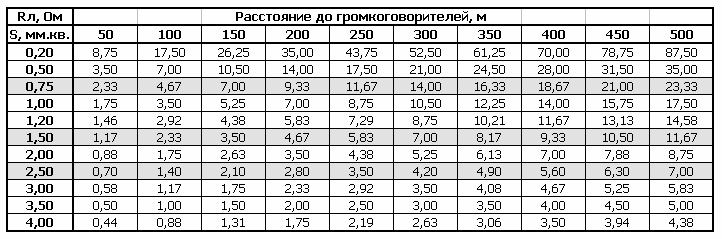 Rл, Ом Расстояние до громкоговорителей, м
S, мм.кв. 50 100 150 200 250 300 350 400 450 500
0,20 8,75 17,50 26,25 35,00 43,75 52,50 61,25 70,00 78,75 87,50
0,50 3,50 7,00 10,50 14,00 17,50 21,00 24,50 28,00 31,50 35,00
0,75 2,33 4,67 7,00 9,33 11,67 14,00 16,33 18,67 21,00 23,33
1,00 1,75 3,50 5,25 7,00 8,75 10,50 12,25 14,00 15,75 17,50
1,20 1,46 2,92 4,38 5,83 7,29 8,75 10,21 11,67 13,13 14,58
1,50 1,17 2,33 3,50 4,67 5,83 7,00 8,17 9,33 10,50 11,67
2,00 0,88 1,75 2,63 3,50 4,38 5,25 6,13 7,00 7,88 8,75
2,50 0,70 1,40 2,10 2,80 3,50 4,20 4,90 5,60 6,30 7,00
3,00 0,58 1,17 1,75 2,33 2,92 3,50 4,08 4,67 5,25 5,83
3,50 0,50 1,00 1,50 2,00 2,50 3,00 3,50 4,00 4,50 5,00
4,00 0,44 0,88 1,31 1,75 2,19 2,63 3,06 3,50 3,94 4,38